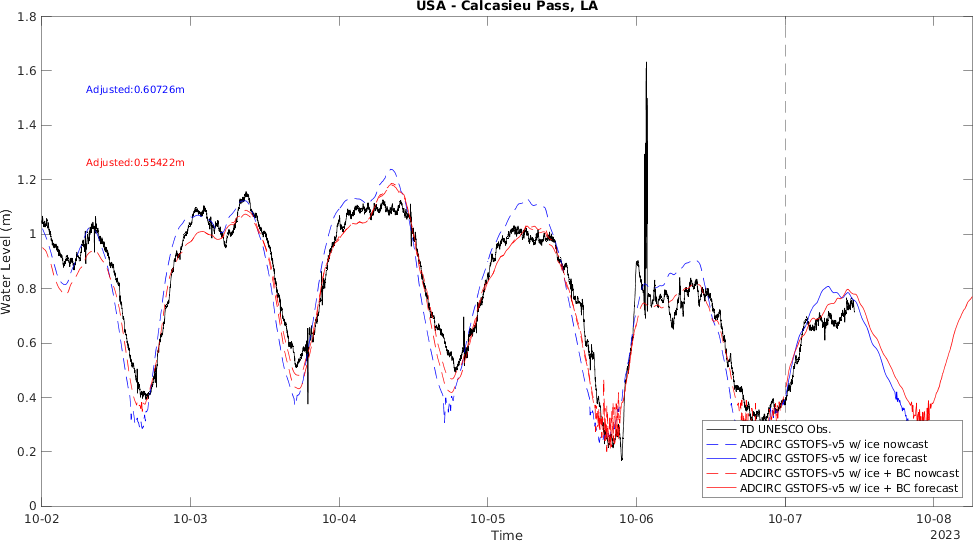 USA - Calcasieu Pass, LA
1.8
1.6
1.4
1.2
1
0.8
0.6
0.4
0.2
0
Water Level (m)
Adjusted:0.60726m
Adjusted:0.55422m
TD UNESCO Obs.
ADCIRC GSTOFS-v5 w/ ice nowcast
ADCIRC GSTOFS-v5 w/ ice forecast
ADCIRC GSTOFS-v5 w/ ice + BC nowcast
ADCIRC GSTOFS-v5 w/ ice + BC forecast
10-02 10-03 10-04 10-05 10-06 10-07 10-08
Time
2023